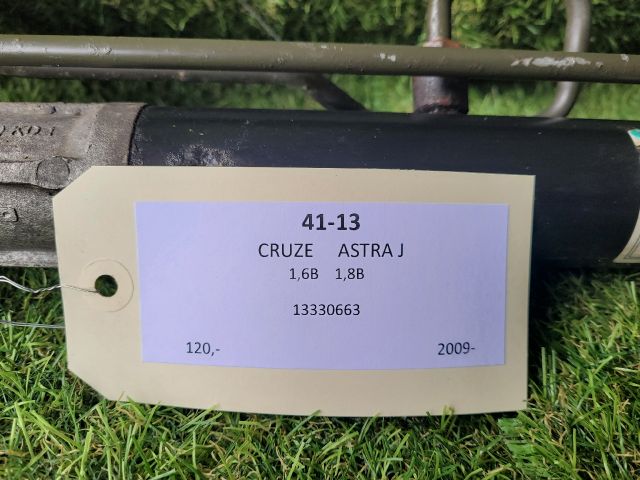 41-13
CRUZE ASTRA J
1,6B 1,8B
13330663
120,- 2009-